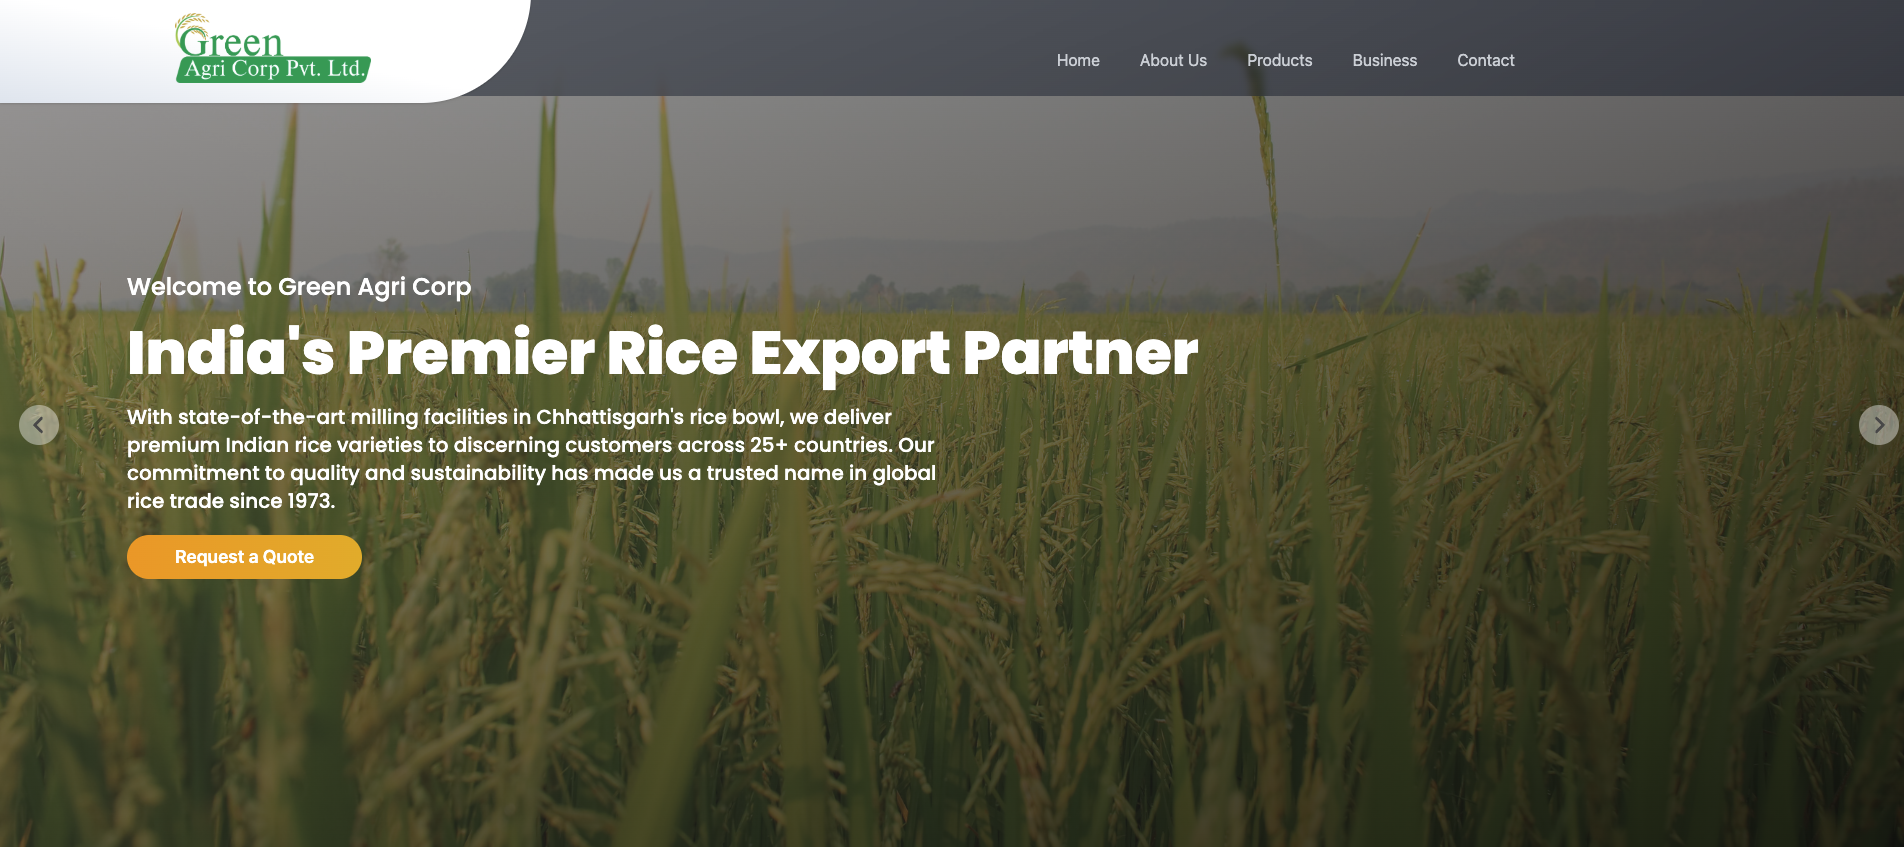 Green
Agri Corp Pvt. Ltd.
Home About Us Products Business Contact
Welcome to Green Agri Corp
India's Premier Rice Export Partner
With state-of-the-art milling facilities in Chhattisgarh's rice bowl, we deliver
premium Indian rice varieties to discerning customers across 25+ countries. Our
commitment to quality and sustainability has made us a trusted name in global
rice trade since 1973.
Request a Quote